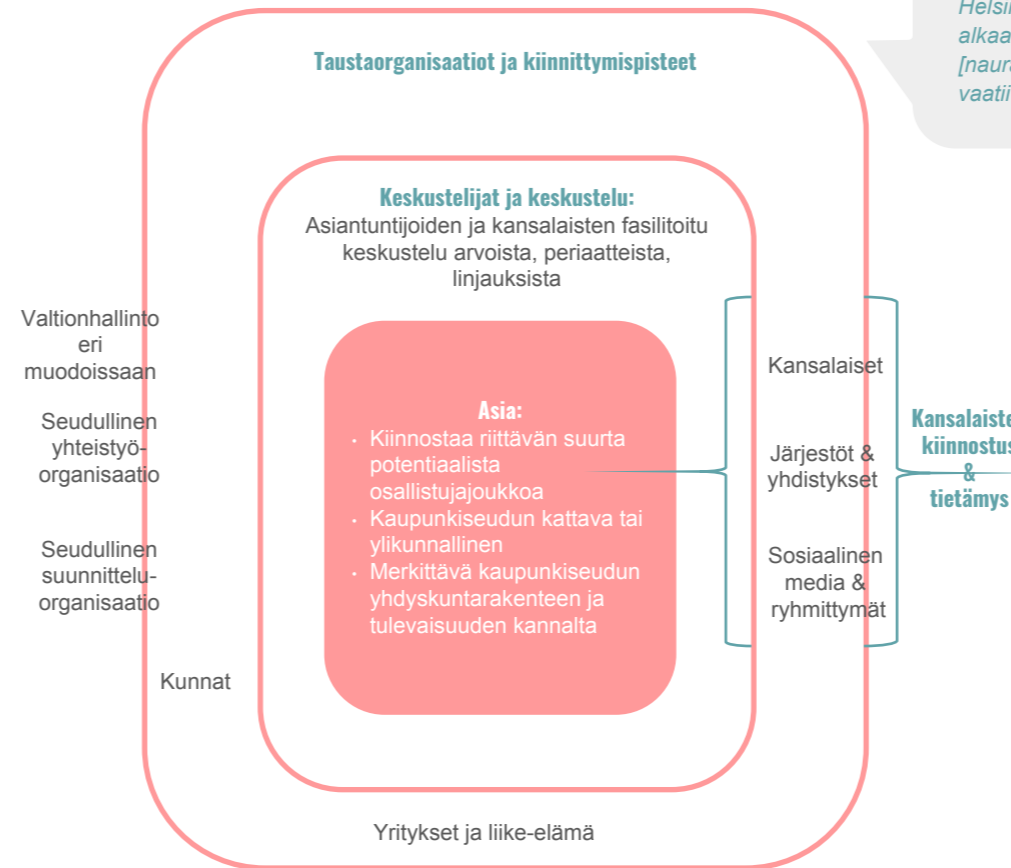 Taustaorganisaatiot ja kiinnittymispisteet
Keskustelijat ja keskustelu:
Asiantuntijoiden ja kansalaisten fasilitoitu
keskustelu arvoista, periaatteista,
linjauksista
Valtionhallinto
eri
muodoissaan
Seudullinen
yhteistyö-
organisaatio
Seudullinen
suunnittelu-
organisaatio
Kunnat
Asia:
• Kiinnostaa riittävän suurta
potentiaalista
osallistujajoukkoa
• Kaupunkiseudun kattava tai
ylikunnallinen
• Merkittävä kaupunkiseudun
yhdyskuntarakenteen ja
tulevaisuuden kannalta
Kansalaiset
Järjestöt &
yhdistykset
Sosiaalinen
media &
ryhmittymät
kiinnostus
&
tietämys
Yritykset ja liike-elämä
alkaa